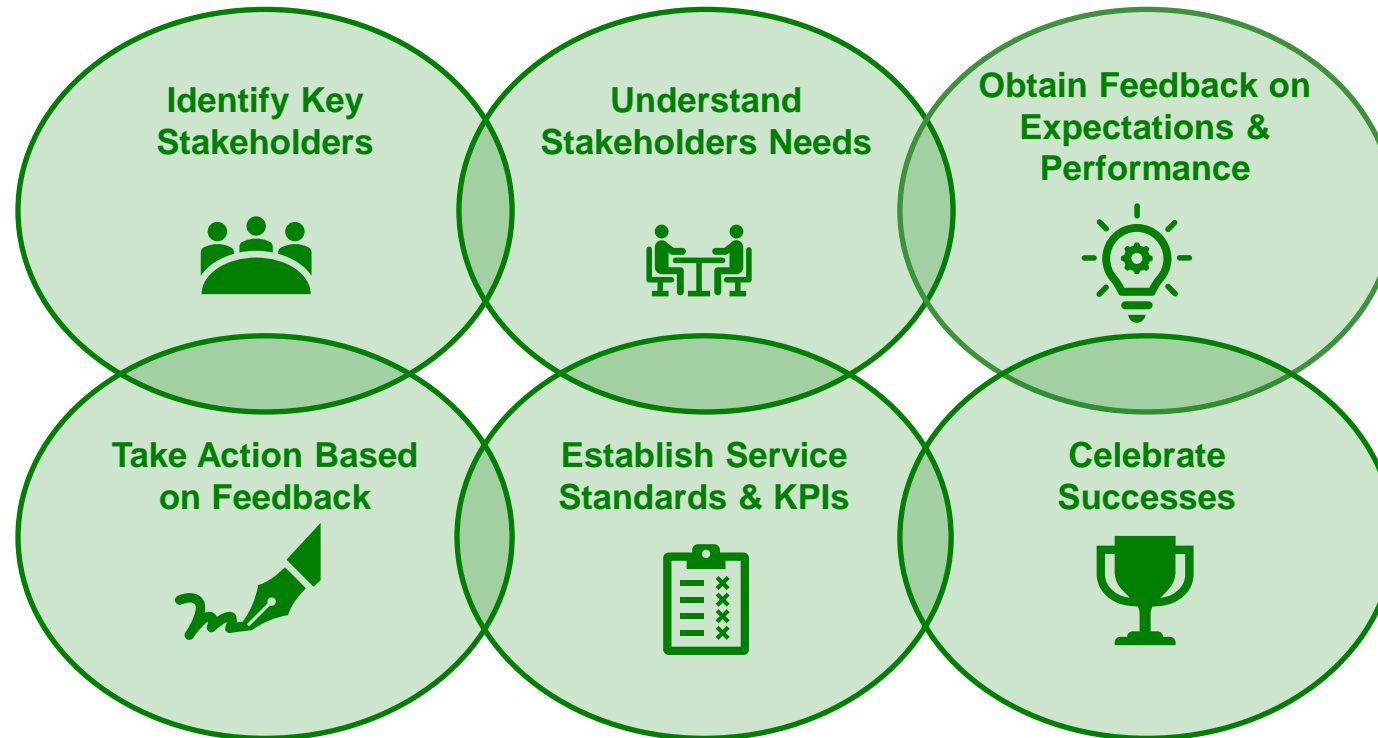 Identify Key
Stakeholders
Understand
Stakeholders Needs
Obtain Feedback on
Expectations &
Performance
Take Action Based
on Feedback
Establish Service
Standards & KPIs
Celebrate
Successes